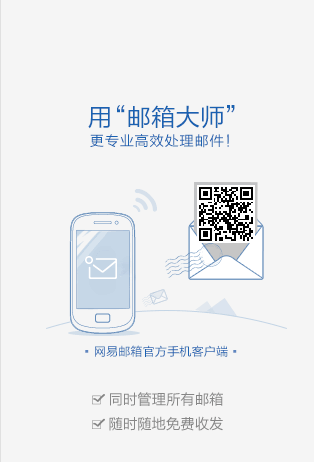 用“邮箱大师”
更专业高效处理邮件！
· 网易邮箱官方手机客户端 ·
同时管理所有邮箱
随时随地免费收发